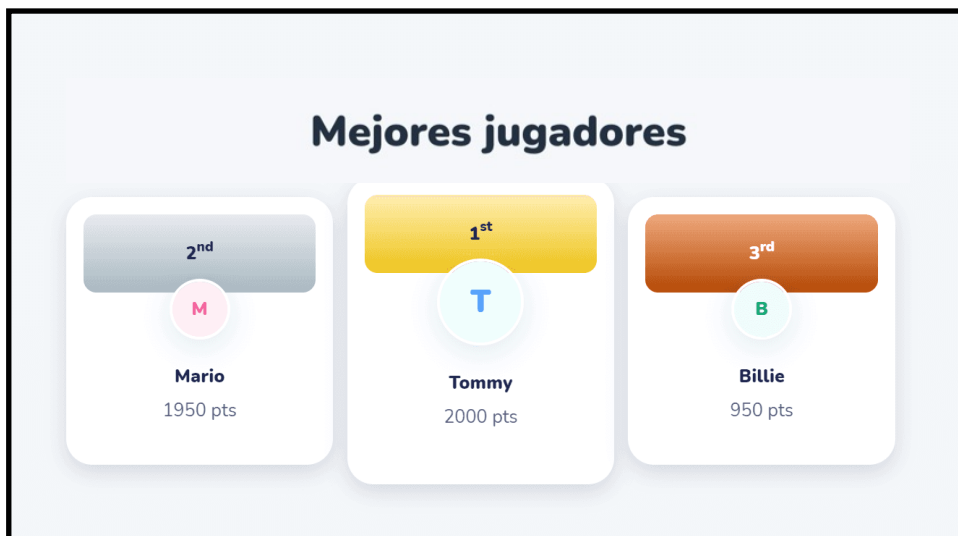 Mejores jugadores
2nd
M
Mario
1950 pts
1st
T
Tommy
2000 pts
3rd
B
Billie
950 pts